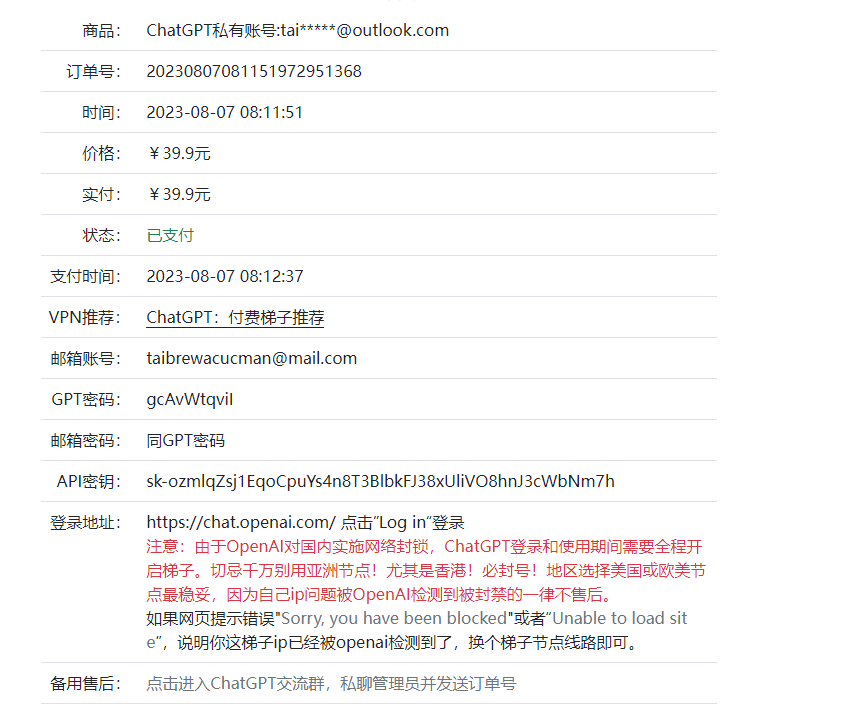 商品： ChatGPT私有账号:tai*****@outlook.com
订单号： 20230807081151972951368
时间： 2023-08-07 08:11:51
价格： ￥39.9元
实付： ￥39.9元
状态： 已支付
支付时间： 2023-08-07 08:12:37
VPN推荐： ChatGPT：付费梯子推荐
邮箱账号： taibrewacucman@mail.com
GPT密码： gcAvWtqviI
邮箱密码： 同GPT密码
API密钥： 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
登录地址： https://chat.openai.com/ 点击“Log in“登录
注意：由于OpenAI对国内实施网络封锁，ChatGPT登录和使用期间需要全程开
启梯子。切忌千万别用亚洲节点！尤其是香港！必封号！地区选择美国或欧美节
点最稳妥，因为自己ip问题被OpenAI检测到被封禁的一律不售后。
如果网页提示错误"Sorry, you have been blocked"或者“Unable to load sit
e”，说明你这梯子ip已经被openai检测到了，换个梯子节点线路即可。
备用售后： 点击进入ChatGPT交流群，私聊管理员并发送订单号